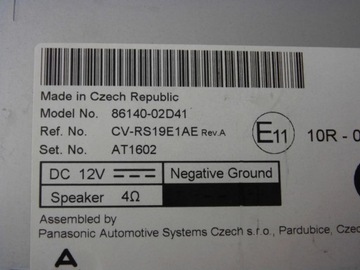 Made in Czech Republic
Model No. 86140-02D41
Ref. No. CV-RS19E1AE Rev.A
E11 10R - 0
Set. No. AT1602
DC 12V Negative Ground
Speaker 4Ω
Assembled by
Panasonic Automotive Systems Czech s.r.o., Pardubice, Cz
A